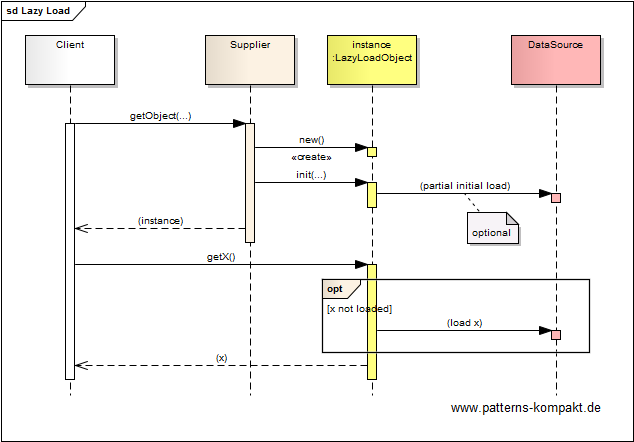 sd Lazy Load
Client
Supplier
instance
:LazyLoadObject
DataSource
getObject(...)
new()
«create»
init(...)
(partial initial load)
(instance)
optional
getX()
opt
[x not loaded]
(load x)
(x)
www.patterns-kompakt.de